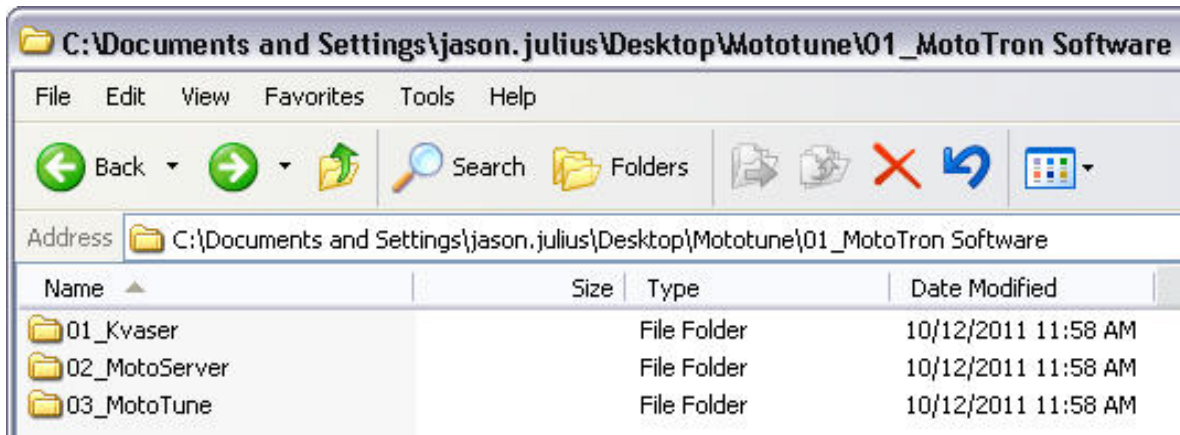 C:\Documents and Settings\jason.julius\Desktop\Mototune\01_MotoTron Software
File Edit View Favorites Tools Help
Back Search Folders
Address C:\Documents and Settings\jason.julius\Desktop\Mototune\01_MotoTron Software
Name Size Type Date Modified
01_Kvaser File Folder 10/12/2011 11:58 AM
02_MotoServer File Folder 10/12/2011 11:58 AM
03_MotoTune File Folder 10/12/2011 11:58 AM